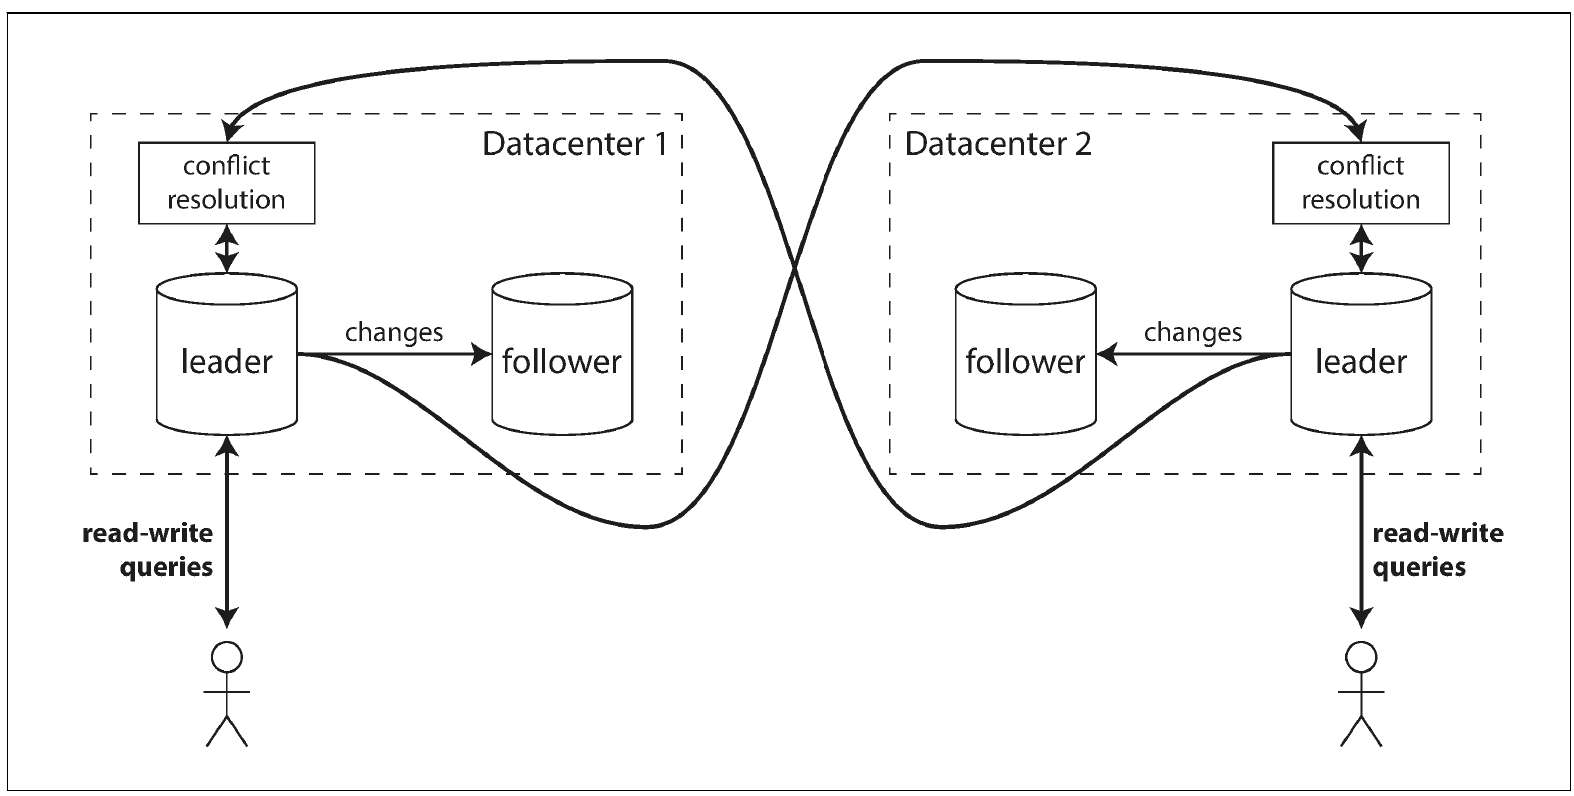 Datacenter 1
conflict
resolution
changes
leader
follower
read-write
queries
Datacenter 2
conflict
resolution
changes
follower
leader
read-write
queries